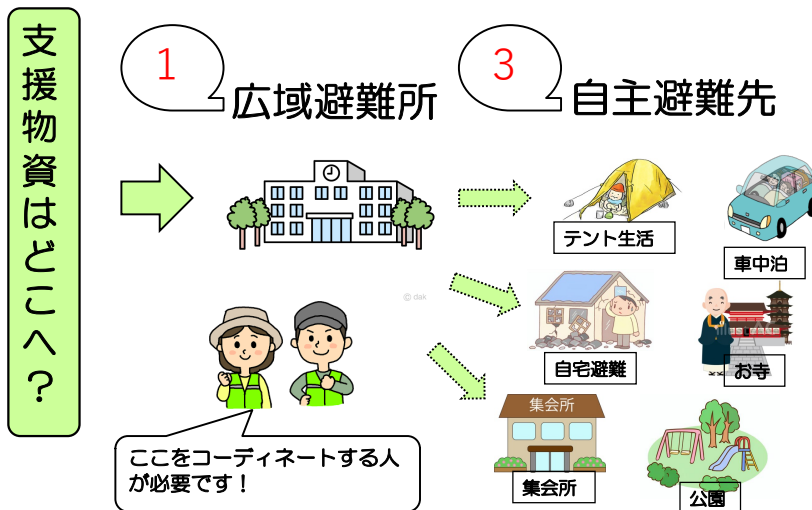 支援物資はどこへ？
1
広域避難所
3
自主避難先
テント生活
車中泊
© dak
自宅避難
お寺
集会所
集会所
公園
ここをコーディネートする人
が必要です！